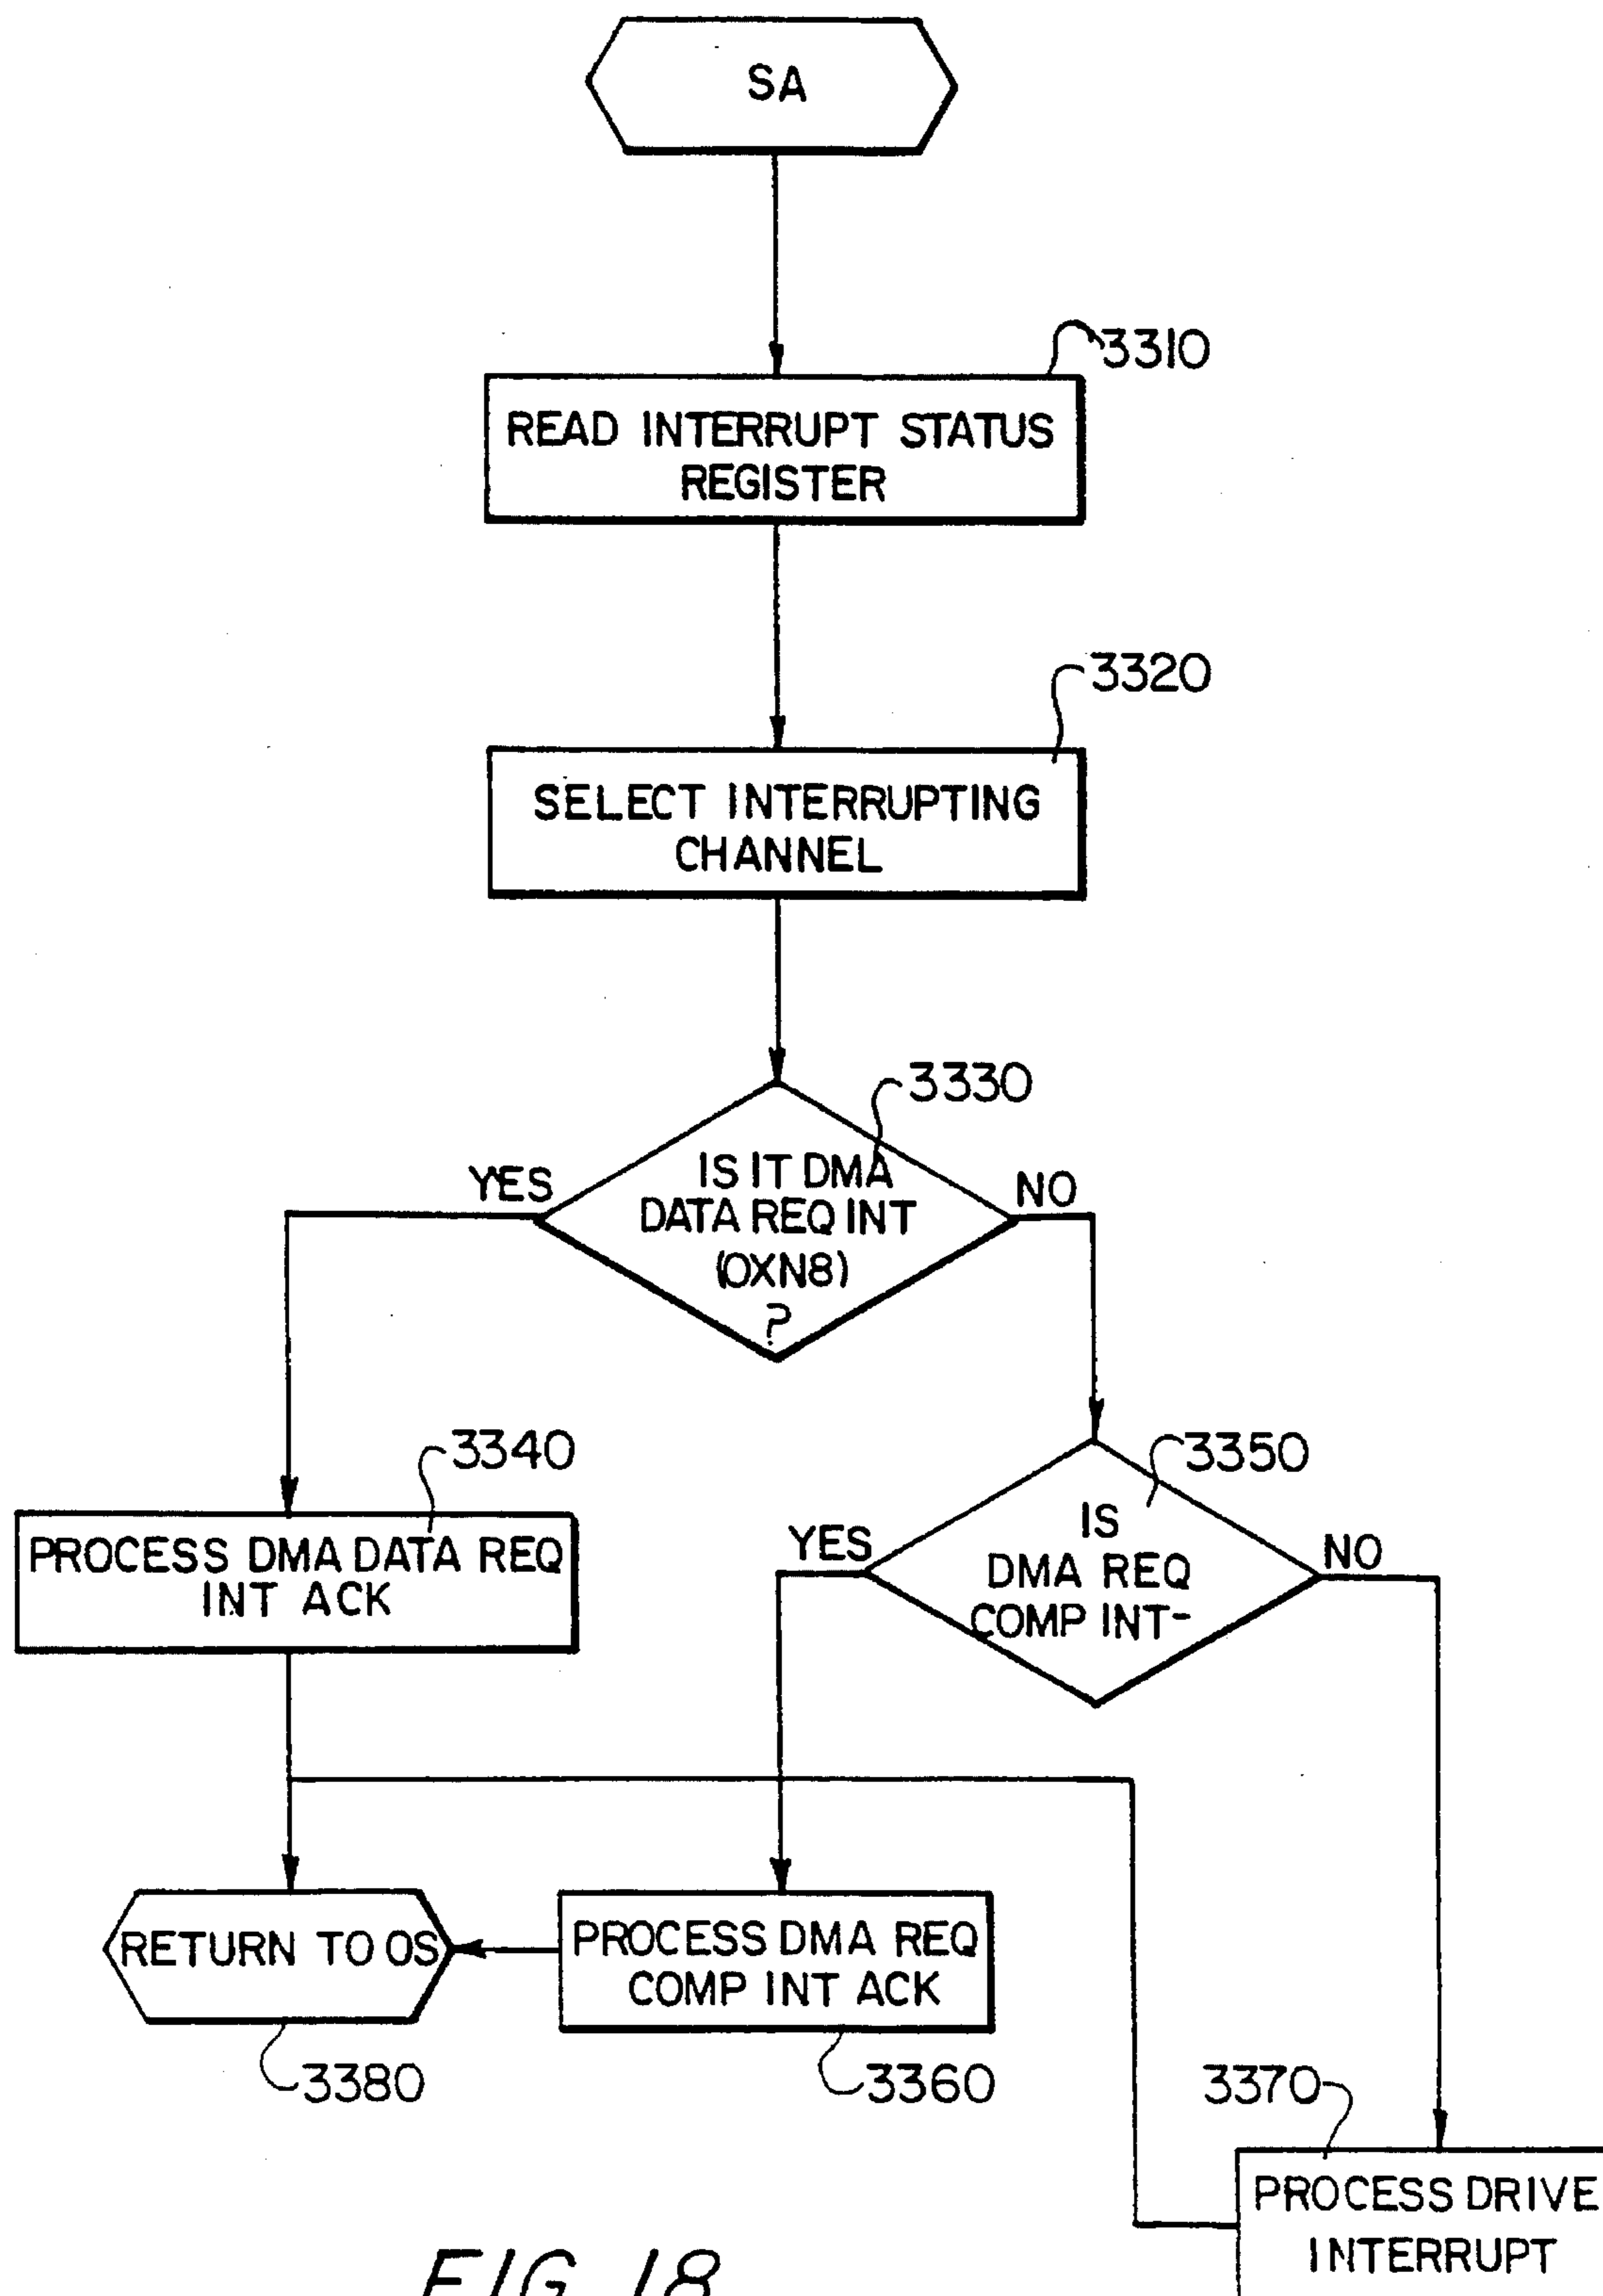 SA
3310
READ INTERRUPT STATUS
REGISTER
3320
SELECT INTERRUPTING
CHANNEL
3330
YES
IS IT DMA
DATA REQ INT
(0XN8)
?
NO
3340
PROCESS DMA DATA REQ
INT ACK
3350
YES
IS
DMA REQ
COMP INT-
NO
RETURN TO OS
3380
PROCESS DMA REQ
COMP INT ACK
3360
3370
PROCESS DRIVE
INTERRUPT
FIG. 18